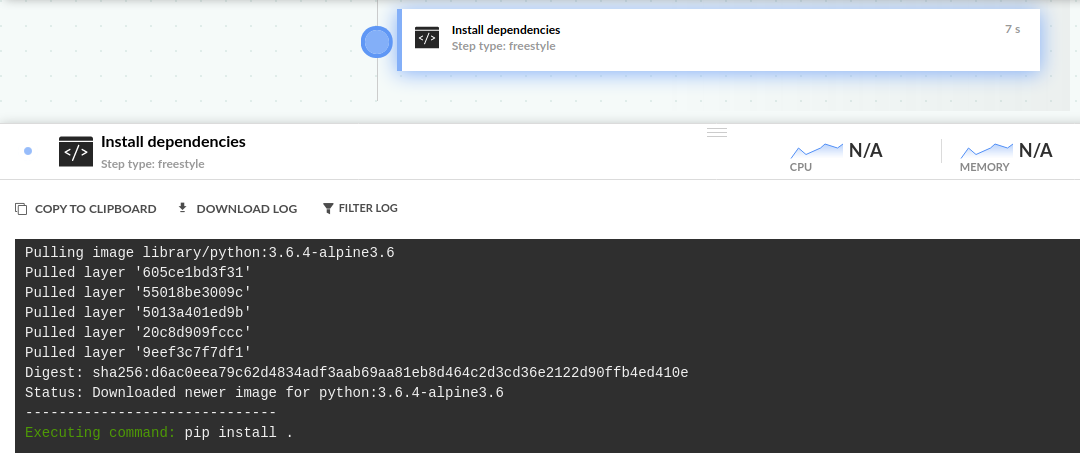 Install dependencies
7 s
Step type: freestyle
Install dependencies
Step type: freestyle
N/A
CPU
N/A
MEMORY
COPY TO CLIPBOARD
DOWNLOAD LOG
FILTER LOG
Pulling image library/python:3.6.4-alpine3.6
Pulled layer '605ce1bd3f31'
Pulled layer '55018be3009c'
Pulled layer '5013a401ed9b'
Pulled layer '20c8d909fccc'
Pulled layer '9eef3c7f7df1'
Digest: sha256:d6ac0eea79c62d4834adf3aab69aa81eb8d464c2d3cd36e2122d90ffb4ed410e
Status: Downloaded newer image for python:3.6.4-alpine3.6
------------------------------
Executing command: pip install .